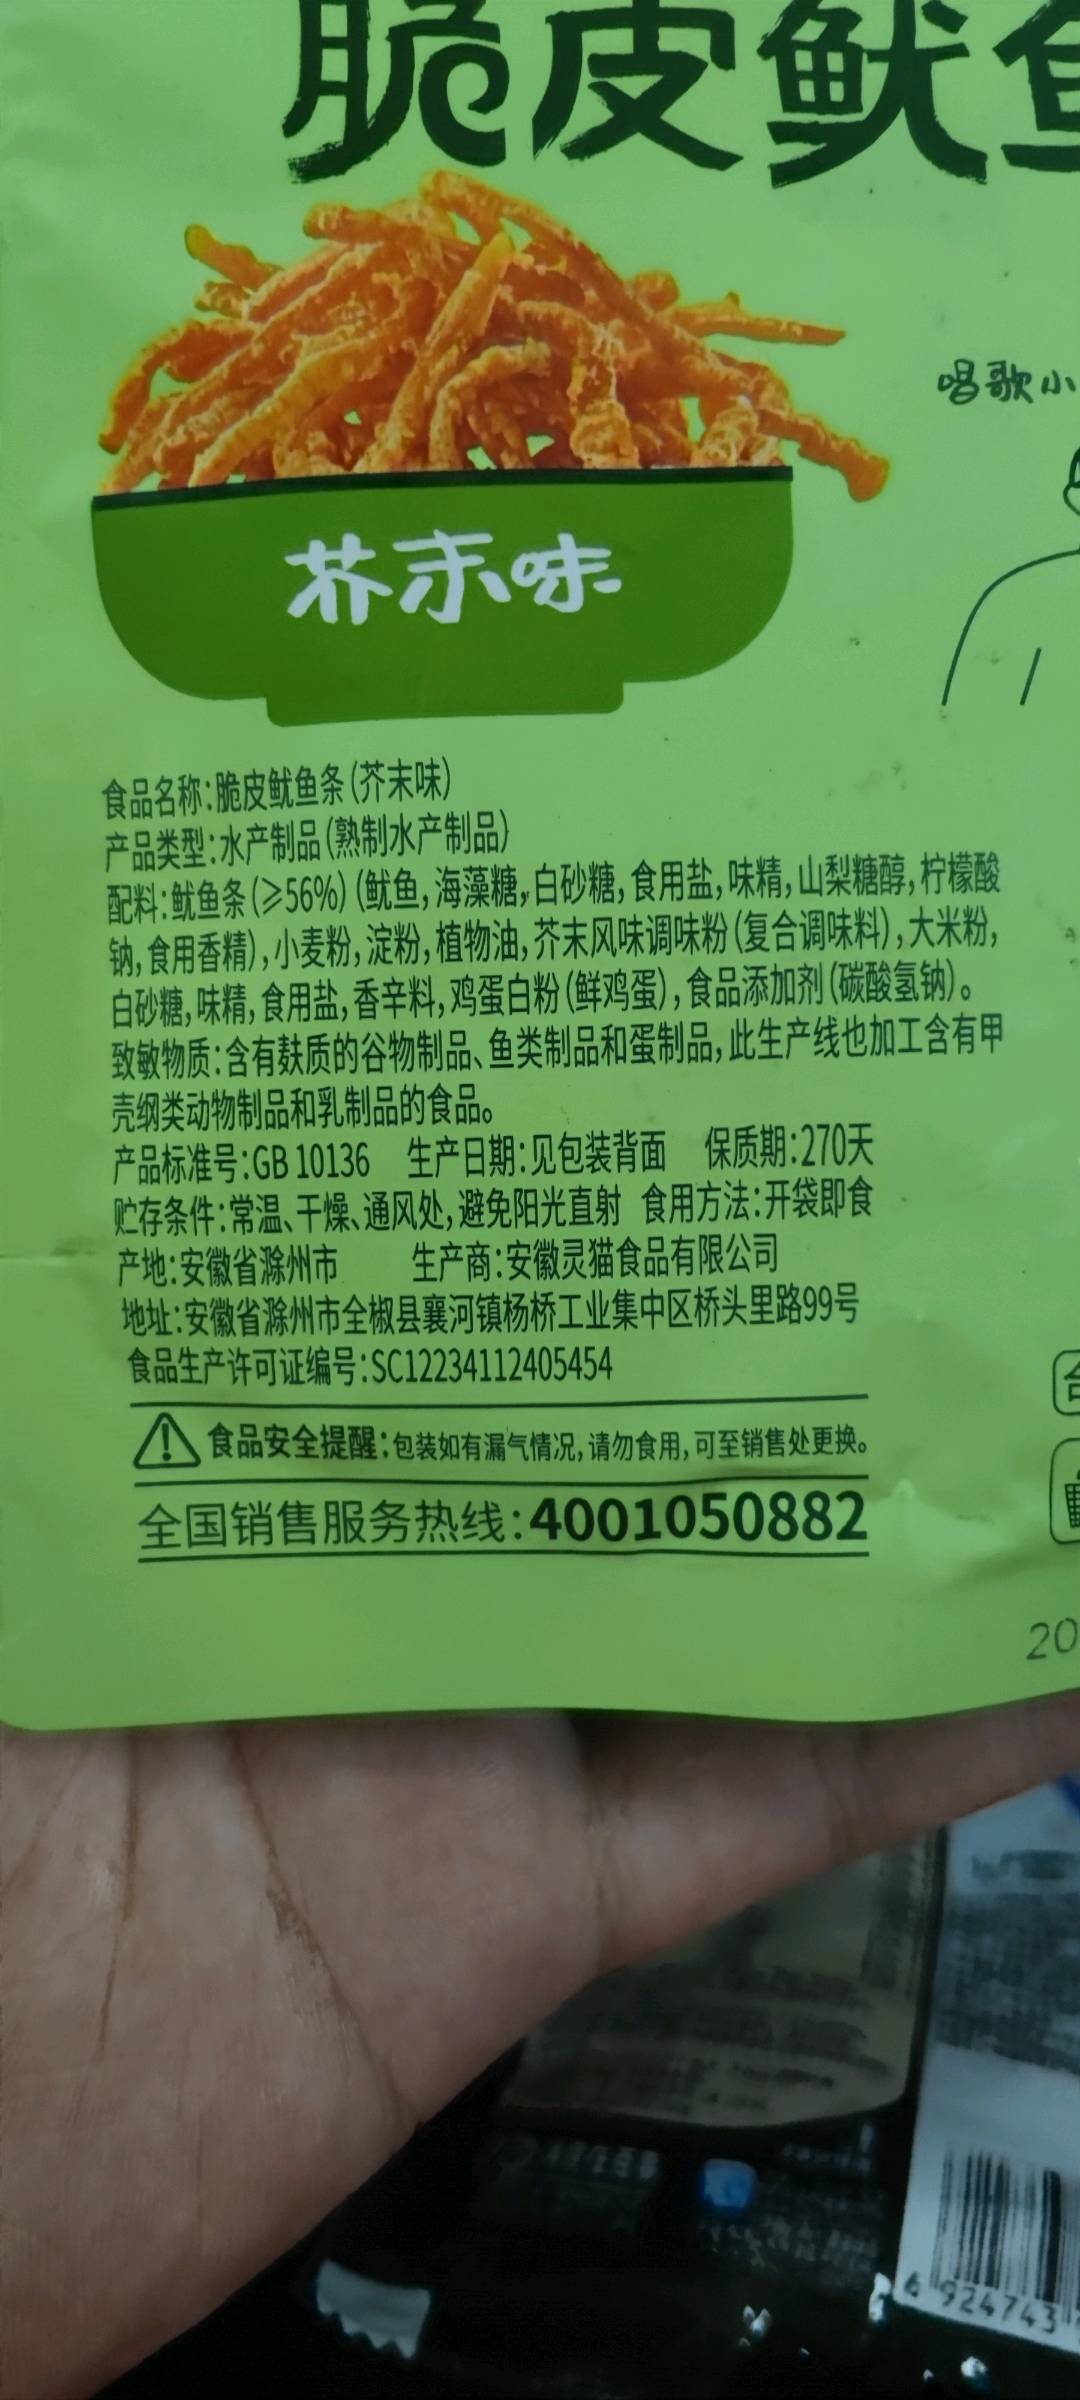 脆皮鱿鱼
唱歌小
芥末味
食品名称:脆皮鱿鱼条(芥末味)
产品类型:水产制品(熟制水产制品)
配料:鱿鱼条(≥56%)(鱿鱼,海藻糖,白砂糖,食用盐,味精,山梨糖醇,柠檬酸
钠,食用香精),小麦粉,淀粉,植物油,芥末风味调味粉(复合调味料),大米粉,
白砂糖,味精,食用盐,香辛料,鸡蛋白粉(鲜鸡蛋),食品添加剂(碳酸氢钠)。
致敏物质:含有麸质的谷物制品、鱼类制品和蛋制品,此生产线也加工含有甲
壳纲类动物制品和乳制品的食品。
产品标准号:GB 10136 生产日期:见包装背面 保质期:270天
贮存条件:常温、干燥、通风处,避免阳光直射 食用方法:开袋即食
产地:安徽省滁州市 生产商:安徽灵猫食品有限公司
地址:安徽省滁州市全椒县襄河镇杨桥工业集中区桥头里路99号
食品生产许可证编号:SC12234112405454
食品安全提醒:包装如有漏气情况,请勿食用,可至销售处更换。
全国销售服务热线:4001050882
20
6 924743